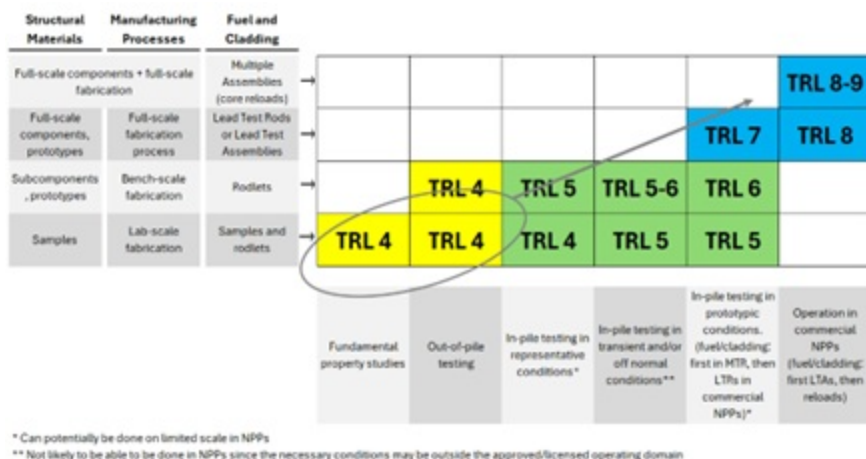 Structural Materials
Manufacturing Processes
Fuel and Cladding
Full-scale components + full-scale fabrication
Multiple Assemblies (core reloads)
TRL 8-9
Full-scale components, prototypes
Full-scale fabrication process
Lead Test Rods or Lead Test Assemblies
TRL 7
TRL 8
Subcomponents, prototypes
Bench-scale fabrication
Rodlets
TRL 4
TRL 5
TRL 5-6
TRL 6
Samples
Lab-scale fabrication
Samples and rodlets
TRL 4
TRL 4
TRL 4
TRL 5
TRL 5
Fundamental property studies
Out-of-pile testing
In-pile testing in representative conditions*
In-pile testing in transient and/or off normal conditions**
In-pile testing in prototypic conditions. (fuel/cladding: first in MTR, then LTRs in commercial NPPs)*
Operation in commercial NPPs (fuel/cladding: first LTAs, then reloads)
* Can potentially be done on limited scale in NPPs
** Not likely to be able to be done in NPPs since the necessary conditions may be outside the approved/licensed operating domain